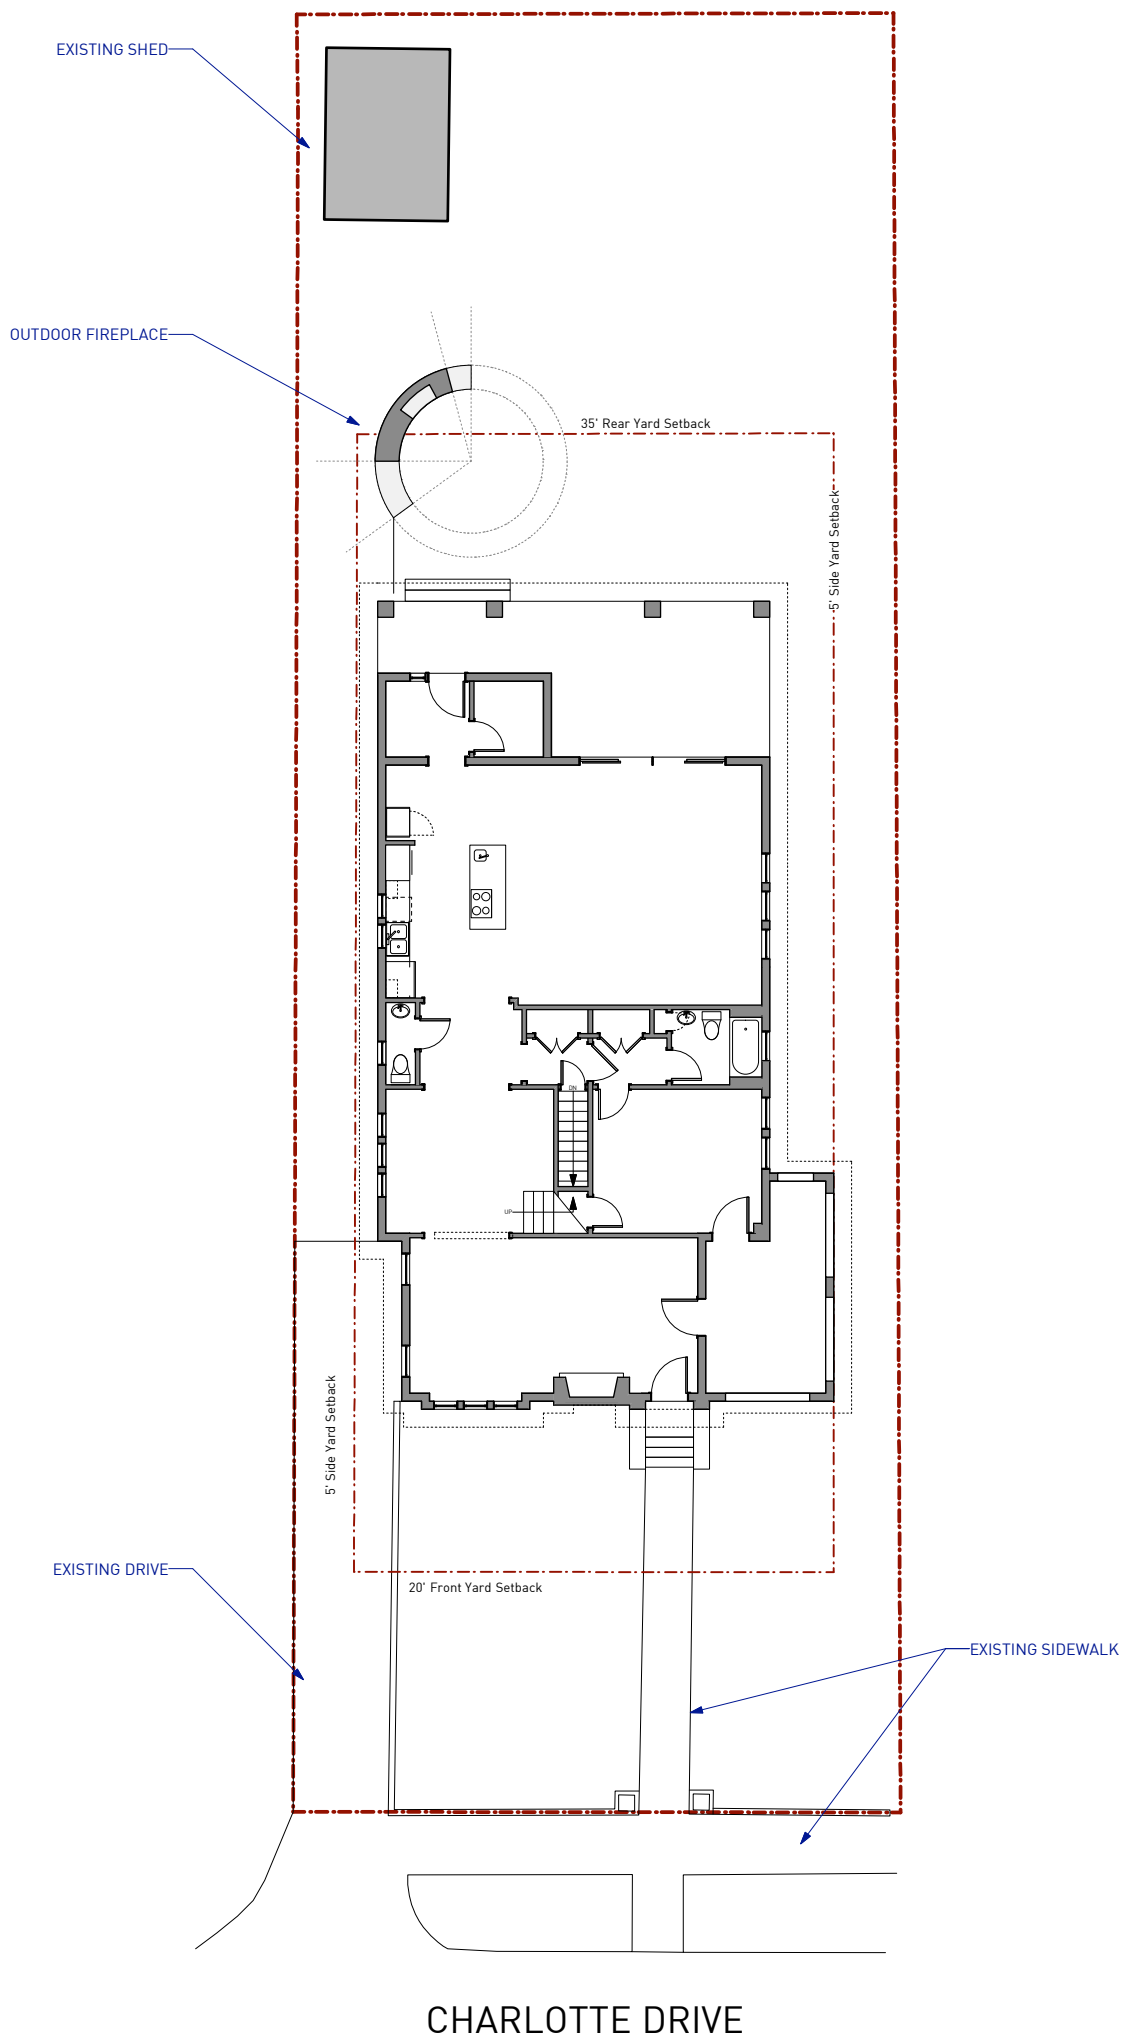 EXISTING SHED
OUTDOOR FIREPLACE
35' Rear Yard Setback
5' Side Yard Setback
DN
UP
5' Side Yard Setback
EXISTING DRIVE
20' Front Yard Setback
EXISTING SIDEWALK
CHARLOTTE DRIVE